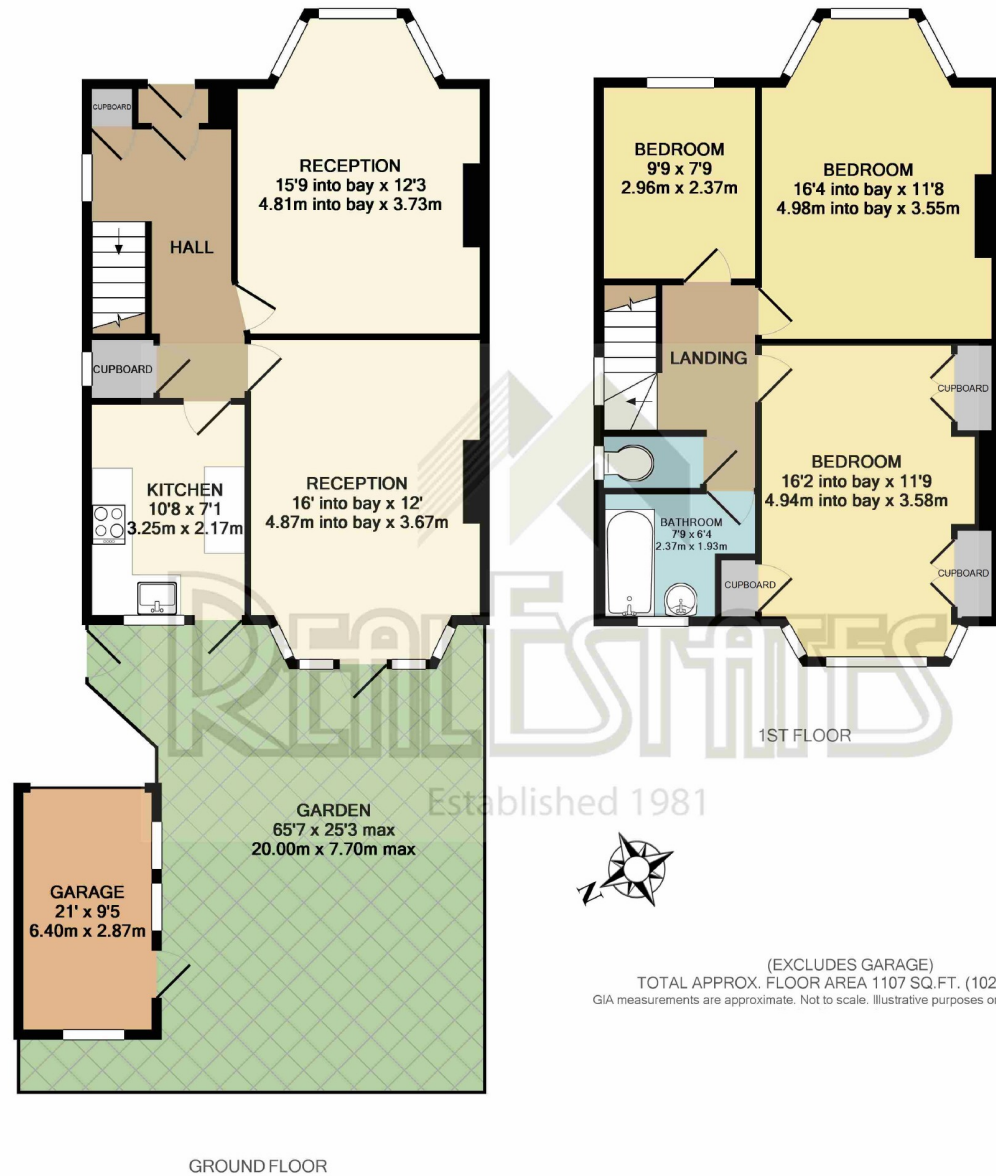 CUPBOARD
RECEPTION
15'9 into bay x 12'3
4.81m into bay x 3.73m
HALL
CUPBOARD
KITCHEN
10'8 x 7'1
3.25m x 2.17m
RECEPTION
16' into bay x 12'
4.87m into bay x 3.67m
GARDEN
65'7 x 25'3 max
20.00m x 7.70m max
GARAGE
21' x 9'5
6.40m x 2.87m
GROUND FLOOR
BEDROOM
9'9 x 7'9
2.96m x 2.37m
BEDROOM
16'4 into bay x 11'8
4.98m into bay x 3.55m
LANDING
CUPBOARD
BEDROOM
16'2 into bay x 11'9
4.94m into bay x 3.58m
BATHROOM
7'9 x 6'4
2.37m x 1.93m
CUPBOARD
CUPBOARD
1ST FLOOR
REALESTATES
Established 1981
N
(EXCLUDES GARAGE)
TOTAL APPROX. FLOOR AREA 1107 SQ.FT. (102
GIA measurements are approximate. Not to scale. Illustrative purposes